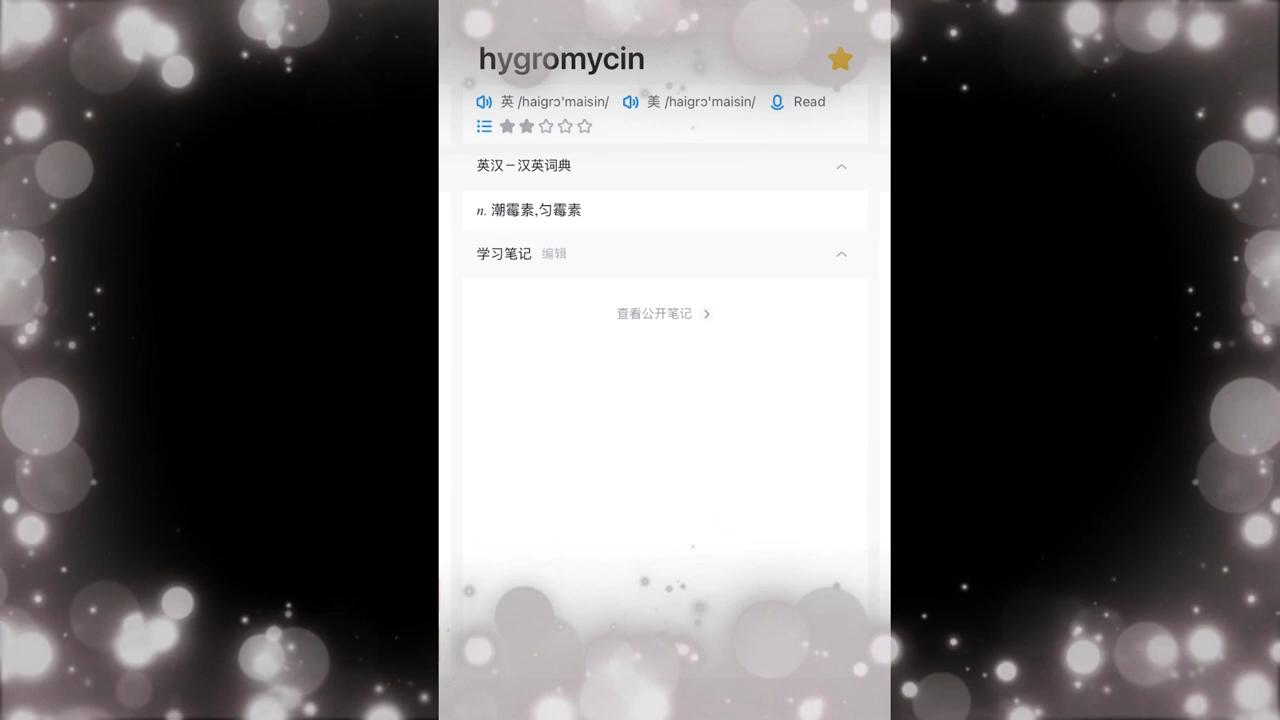 hygromycin
英 /haigrɔ'maisin/ 美 /haigrɔ'maisin/ Read
英汉－汉英词典
n. 潮霉素,匀霉素
学习笔记 编辑
查看公开笔记